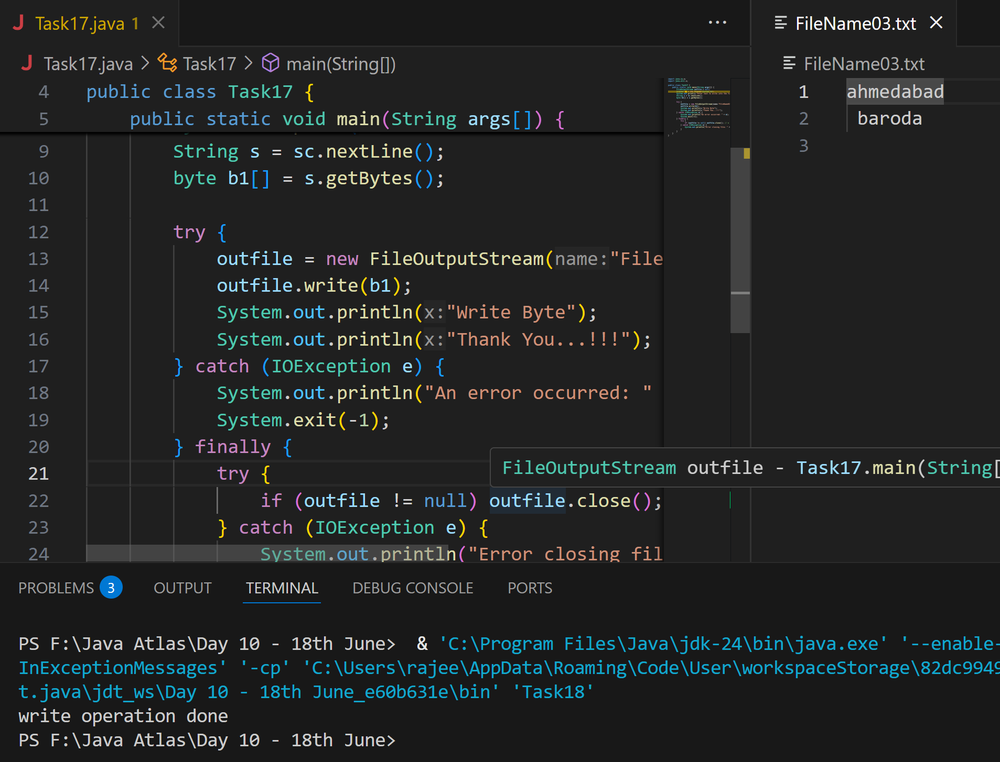 Task17.java 1
FileName03.txt
Task17.java > Task17 > main(String[])
FileName03.txt
4 public class Task17 {
5 public static void main(String args[]) {
9 String s = sc.nextLine();
10 byte b1[] = s.getBytes();
11
12 try {
13 outfile = new FileOutputStream(name:"File
14 outfile.write(b1);
15 System.out.println(x:"Write Byte");
16 System.out.println(x:"Thank You...!!!");
17 } catch (IOException e) {
18 System.out.println("An error occurred: "
19 System.exit(-1);
20 } finally {
21 try {
22 if (outfile != null) outfile.close();
23 } catch (IOException e) {
24 System.out.println("Error closing fil
FileOutputStream outfile - Task17.main(String[
1 ahmedabad
2 baroda
3
PROBLEMS 3 OUTPUT TERMINAL DEBUG CONSOLE PORTS
PS F:\Java Atlas\Day 10 - 18th June> & 'C:\Program Files\Java\jdk-24\bin\java.exe' '--enable-
InExceptionMessages' '-cp' 'C:\Users\rajee\AppData\Roaming\Code\User\workspaceStorage\82dc9949
t.java\jdt_ws\Day 10 - 18th June_e60b631e\bin' 'Task18'
write operation done
PS F:\Java Atlas\Day 10 - 18th June>